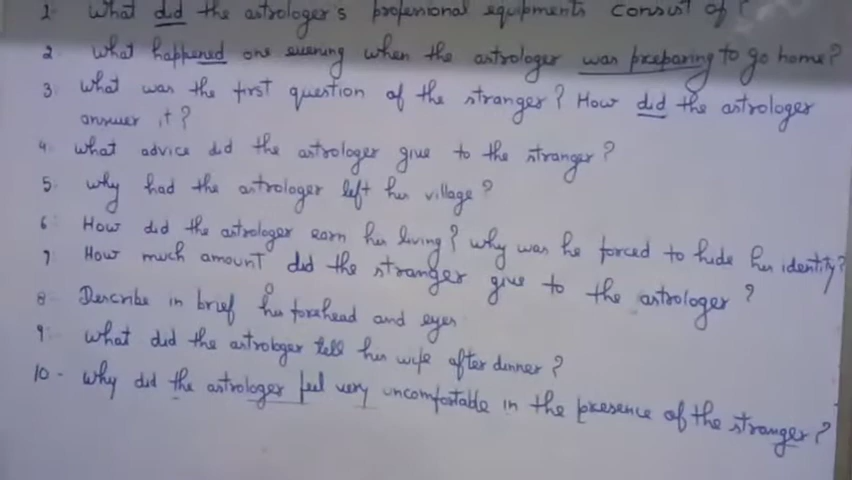 1. What did the astrologer's professional equipments consist of?
2. What happened one evening when the astrologer was preparing to go home?
3. What was the first question of the stranger? How did the astrologer
answer it?
4. What advice did the astrologer give to the stranger?
5. Why had the astrologer left his village?
6. How did the astrologer earn his living? Why was he forced to hide his identity?
7. How much amount did the stranger give to the astrologer?
8. Describe in brief his forehead and eyes
9. What did the astrologer tell his wife after dinner?
10- Why did the astrologer feel very uncomfortable in the presence of the stranger?